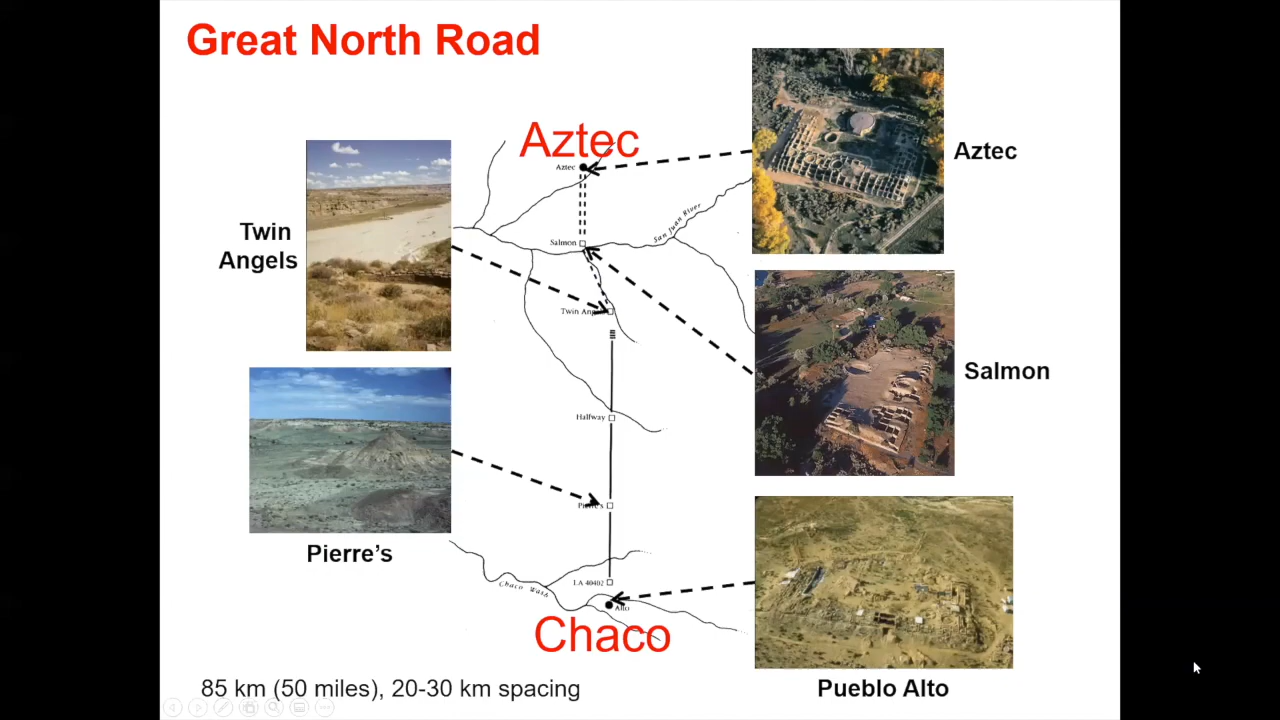 Great North Road
Aztec
Aztec
Aztec
Twin
Angels
San Juan River
Salmon
Twin Angels
Salmon
Halfway
Pierre's
Pierre’s
LA 40402
Chaco Wash
Alto
Chaco
85 km (50 miles), 20-30 km spacing
Pueblo Alto